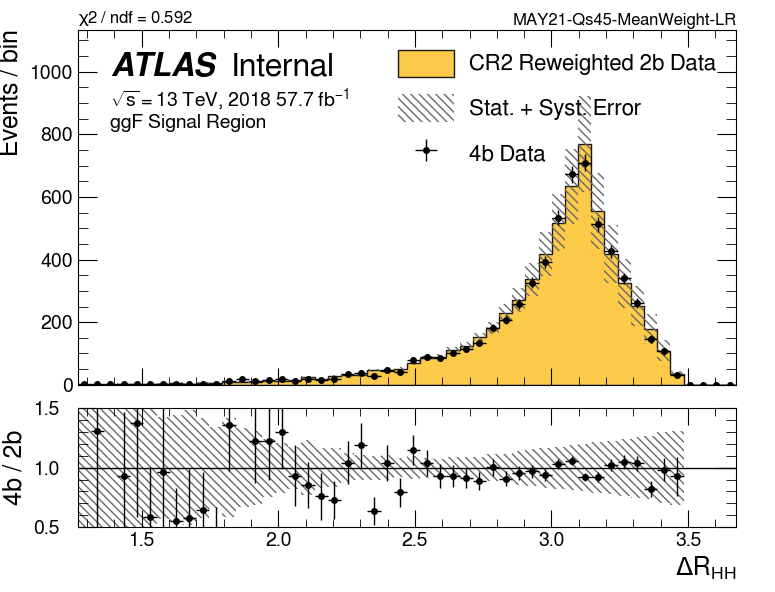 χ2 / ndf = 0.592
MAY21-Qs45-MeanWeight-LR
ATLAS Internal
√s = 13 TeV, 2018 57.7 fb−1
ggF Signal Region
CR2 Reweighted 2b Data
Stat. + Syst. Error
4b Data
Events / bin
1000
800
600
400
200
0
4b / 2b
1.5
1.0
0.5
1.5 2.0 2.5 3.0 3.5
ΔRHH